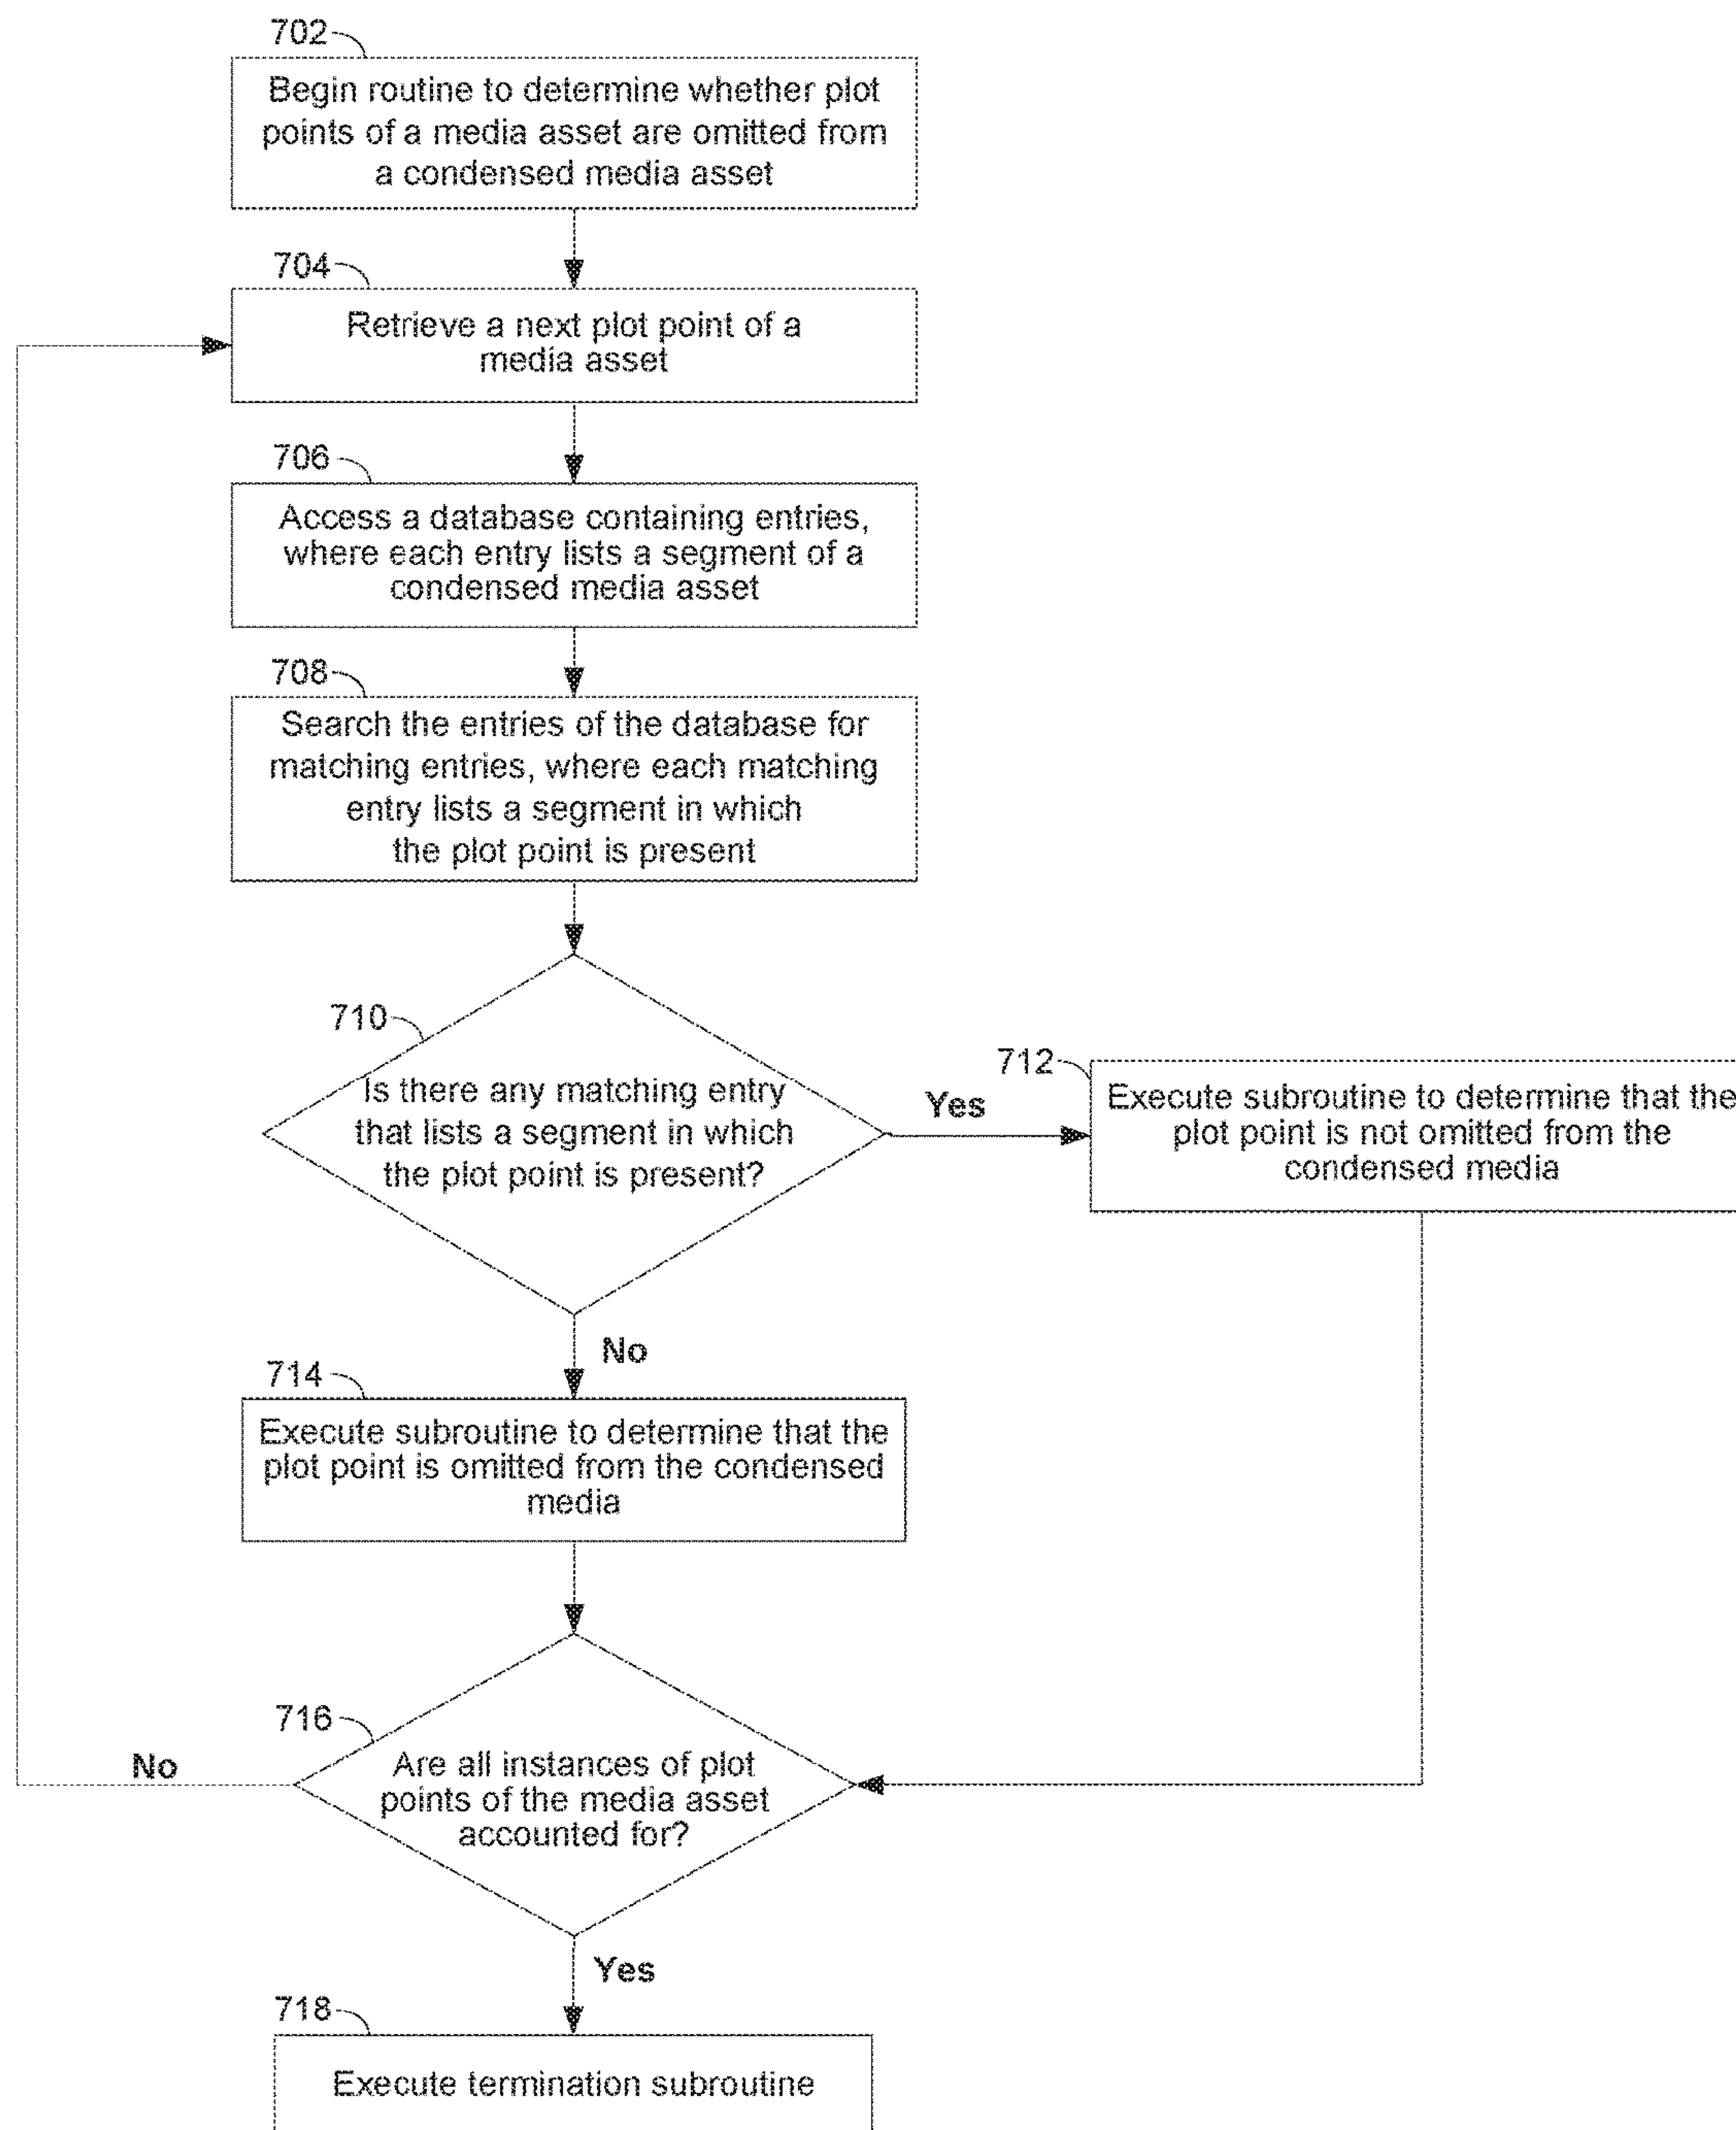 702
Begin routine to determine whether plot
points of a media asset are omitted from
a condensed media asset
704
Retrieve a next plot point of a
media asset
706
Access a database containing entries,
where each entry lists a segment of a
condensed media asset
708
Search the entries of the database for
matching entries, where each matching
entry lists a segment in which
the plot point is present
710
Is there any matching entry
that lists a segment in which
the plot point is present?
Yes
712
Execute subroutine to determine that the
plot point is not omitted from the
condensed media
No
714
Execute subroutine to determine that the
plot point is omitted from the condensed
media
716
Are all instances of plot
points of the media asset
accounted for?
No
Yes
718
Execute termination subroutine